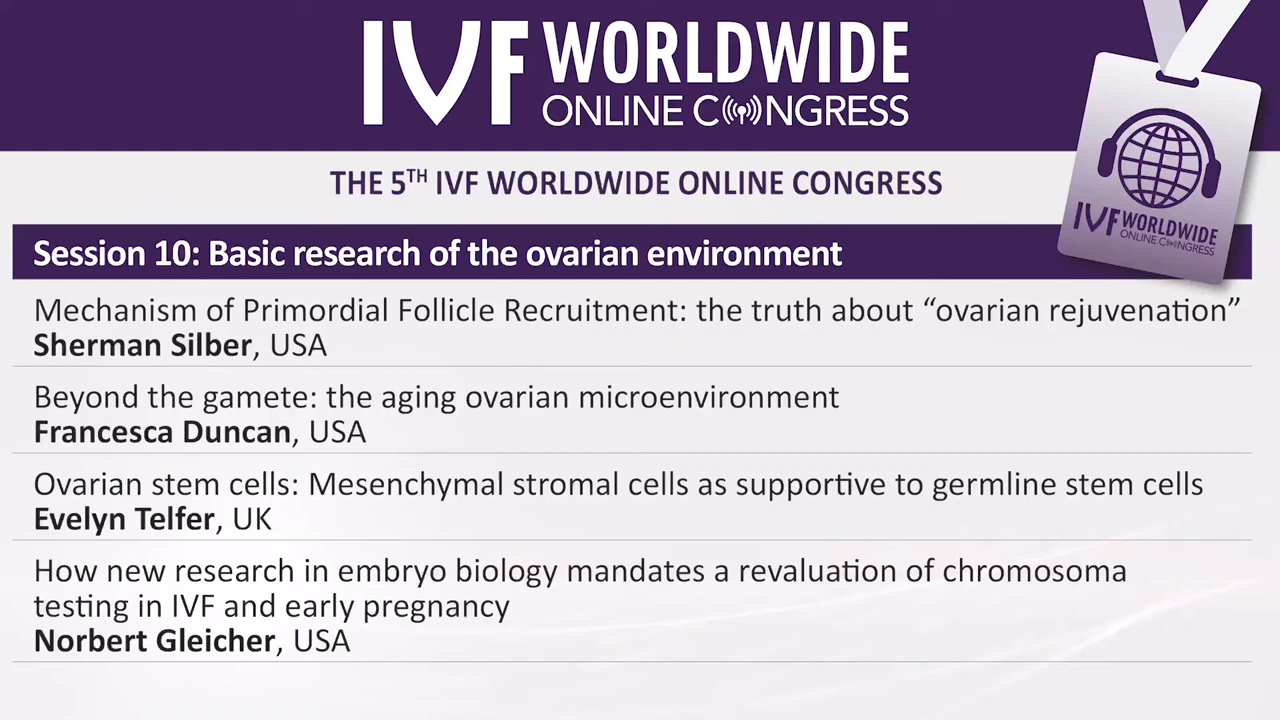 IVF WORLDWIDE
ONLINE CONGRESS
THE 5TH IVF WORLDWIDE ONLINE CONGRESS
IVF WORLDWIDE
ONLINE CONGRESS
Session 10: Basic research of the ovarian environment
Mechanism of Primordial Follicle Recruitment: the truth about “ovarian rejuvenation”
Sherman Silber, USA
Beyond the gamete: the aging ovarian microenvironment
Francesca Duncan, USA
Ovarian stem cells: Mesenchymal stromal cells as supportive to germline stem cells
Evelyn Telfer, UK
How new research in embryo biology mandates a revaluation of chromosoma
testing in IVF and early pregnancy
Norbert Gleicher, USA